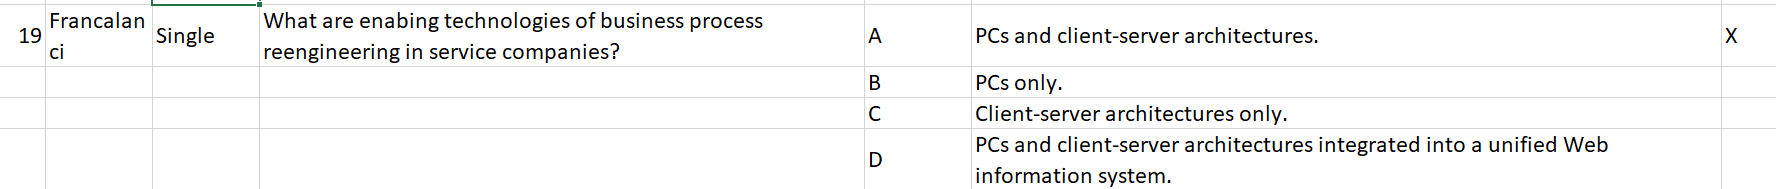 19 Francalan Single What are enabing technologies of business process A PCs and client-server architectures. X
ci reengineering in service companies?
B PCs only.
C Client-server architectures only.
D PCs and client-server architectures integrated into a unified Web
information system.